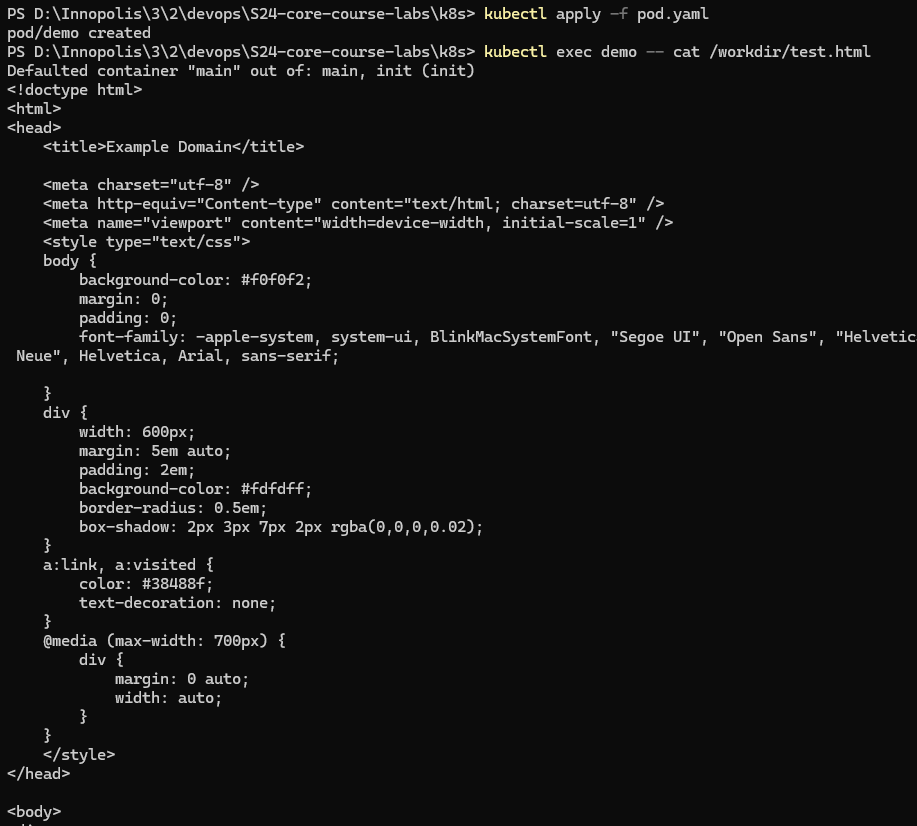 PS D:\Innopolis\3\2\devops\S24-core-course-labs\k8s> kubectl apply -f pod.yaml
pod/demo created
PS D:\Innopolis\3\2\devops\S24-core-course-labs\k8s> kubectl exec demo -- cat /workdir/test.html
Defaulted container "main" out of: main, init (init)
<!doctype html>
<html>
<head>
    <title>Example Domain</title>

    <meta charset="utf-8" />
    <meta http-equiv="Content-type" content="text/html; charset=utf-8" />
    <meta name="viewport" content="width=device-width, initial-scale=1" />
    <style type="text/css">
    body {
        background-color: #f0f0f2;
        margin: 0;
        padding: 0;
        font-family: -apple-system, system-ui, BlinkMacSystemFont, "Segoe UI", "Open Sans", "Helvetica
 Neue", Helvetica, Arial, sans-serif;

    }
    div {
        width: 600px;
        margin: 5em auto;
        padding: 2em;
        background-color: #fdfdff;
        border-radius: 0.5em;
        box-shadow: 2px 3px 7px 2px rgba(0,0,0,0.02);
    }
    a:link, a:visited {
        color: #38488f;
        text-decoration: none;
    }
    @media (max-width: 700px) {
        div {
            margin: 0 auto;
            width: auto;
        }
    }
    </style>
</head>

<body>